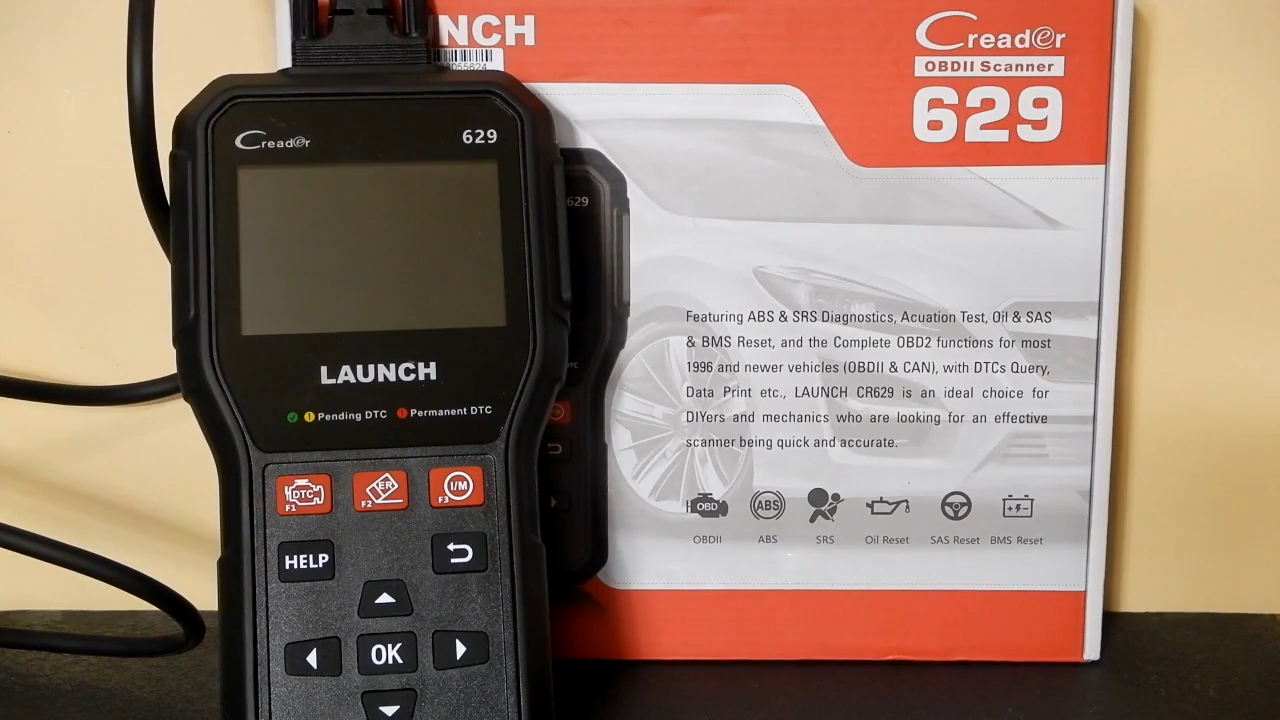 NCH
Creader
OBDII Scanner
629
Creader
629
629
LAUNCH
Pending DTC
Permanent DTC
DTC
F1
ER
F2
I/M
F3
HELP
OK
Featuring ABS & SRS Diagnostics, Acuation Test, Oil & SAS
& BMS Reset, and the Complete OBD2 functions for most
1996 and newer vehicles (OBDII & CAN), with DTCs Query,
Data Print etc., LAUNCH CR629 is an ideal choice for
DIYers and mechanics who are looking for an effective
scanner being quick and accurate.
OBD
ABS
OBDII
ABS
SRS
Oil Reset
SAS Reset
BMS Reset